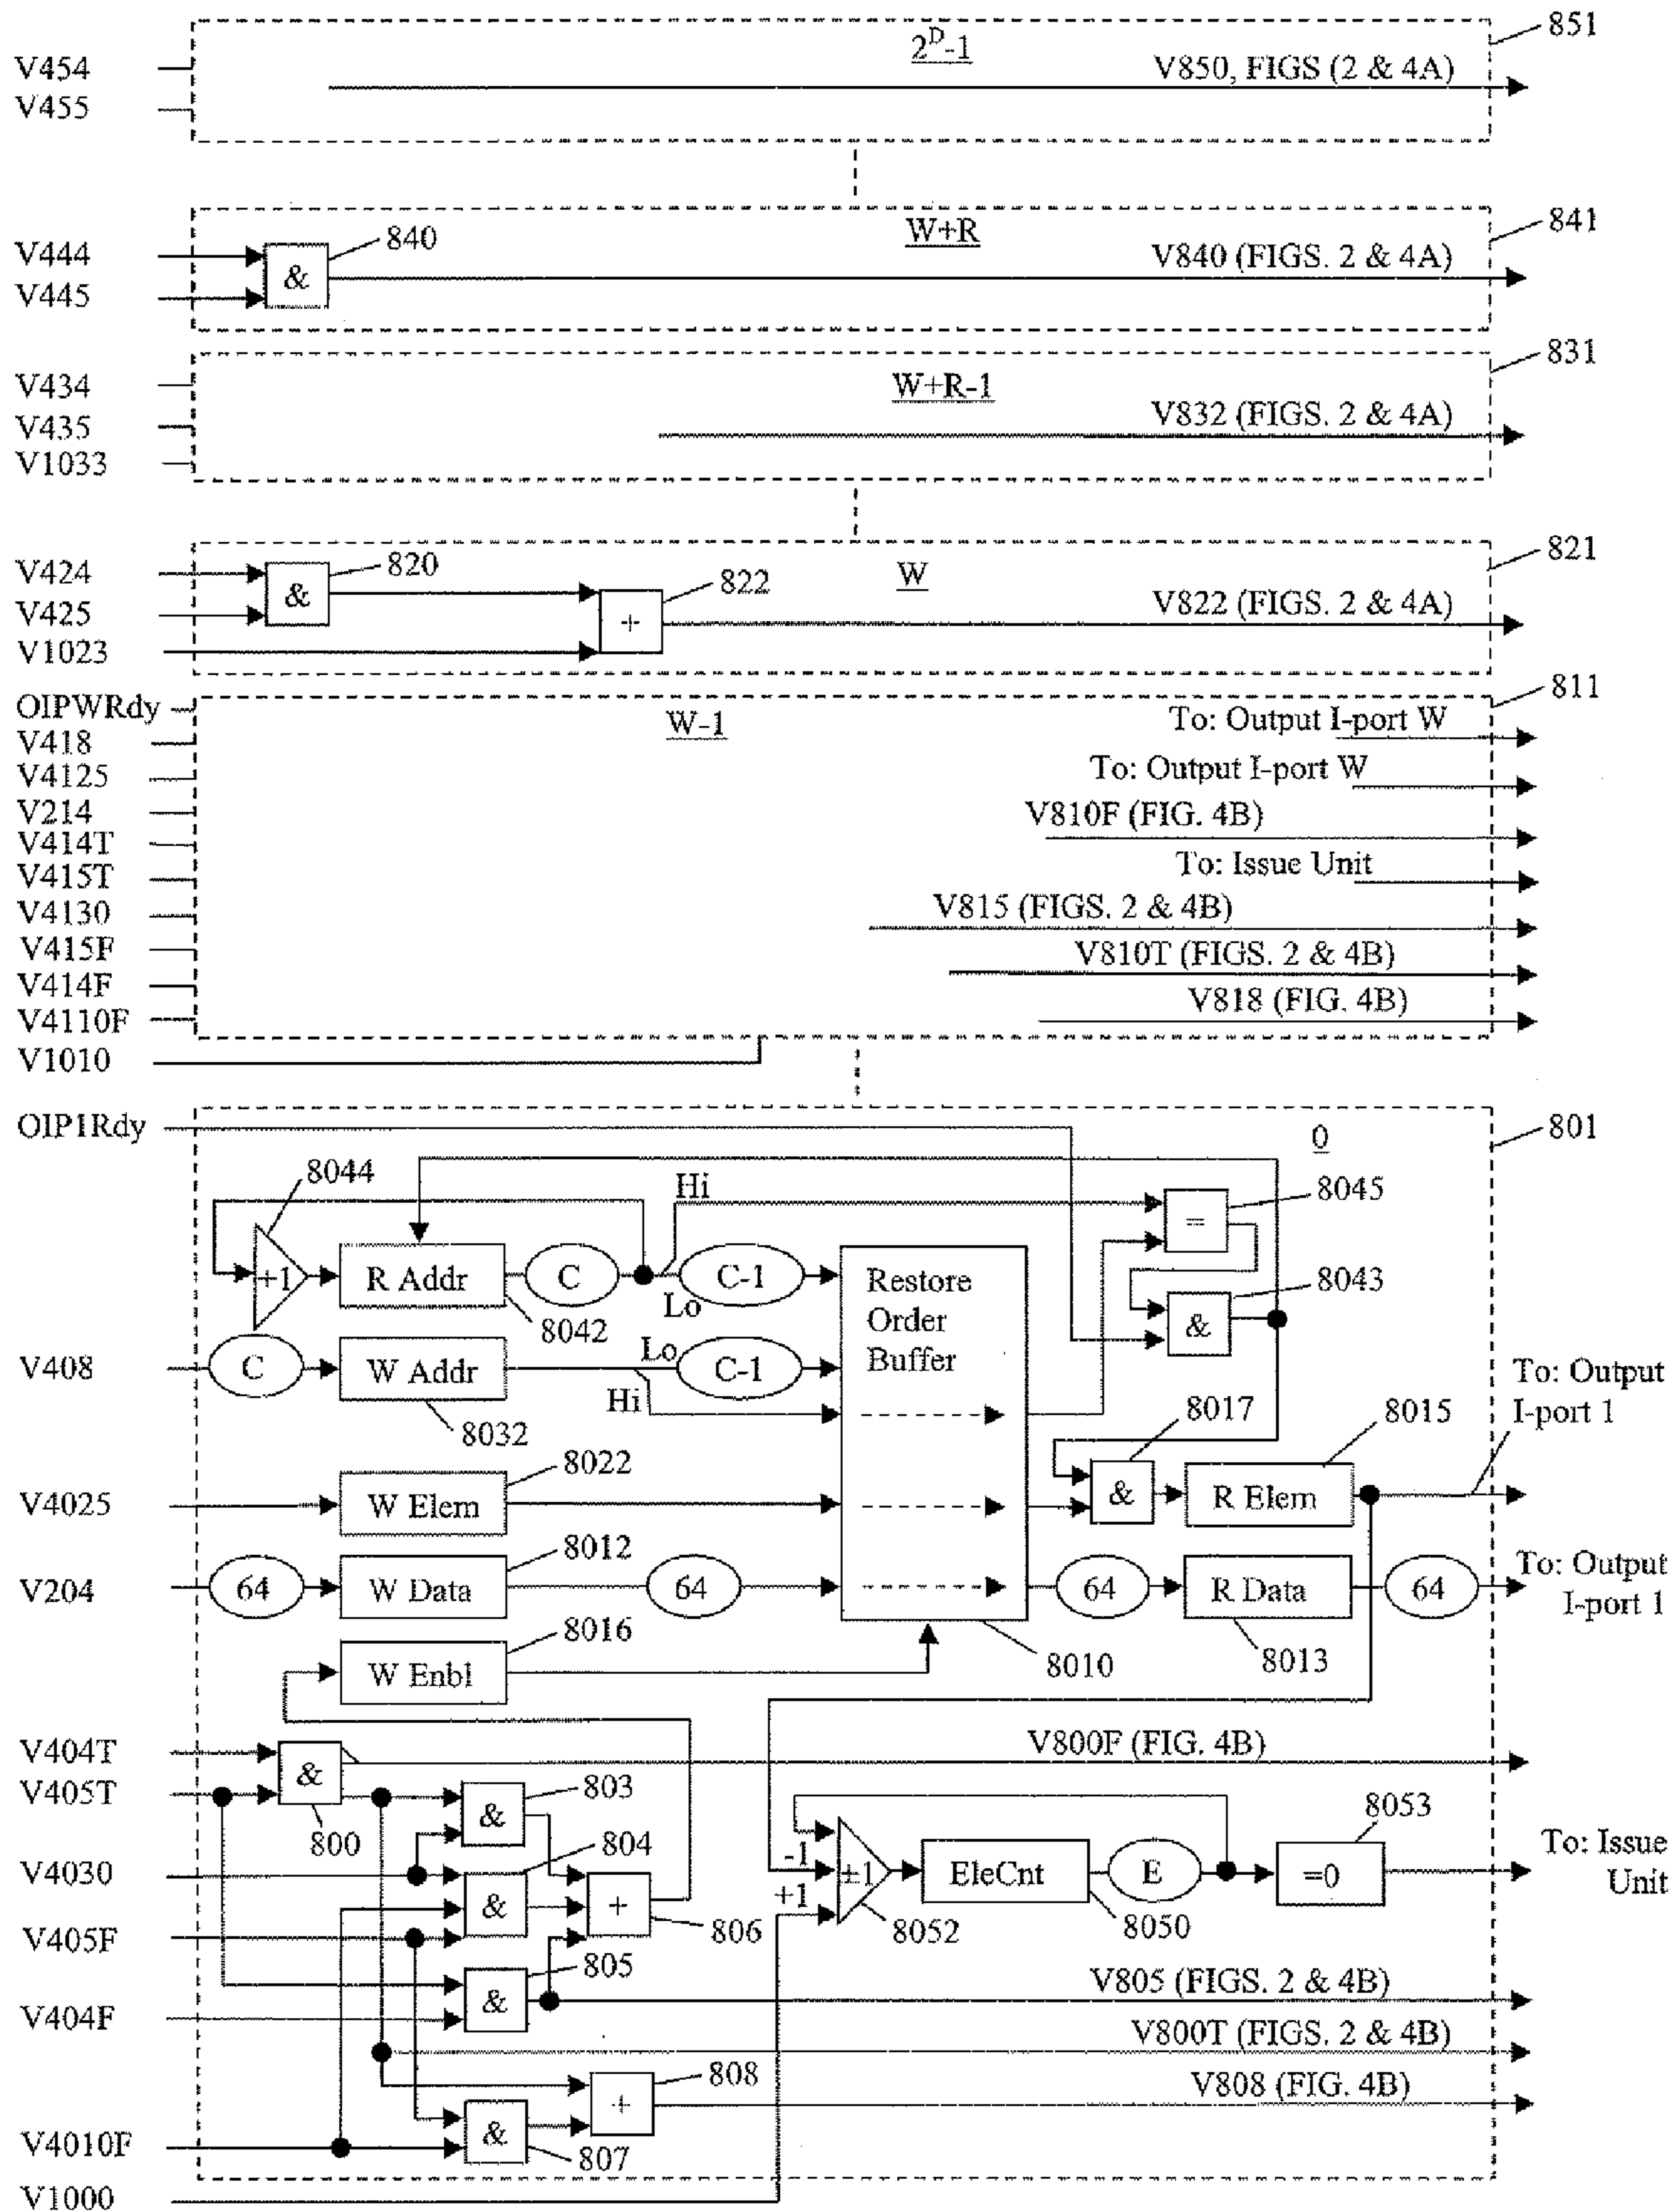 851
2^D-1
V454
V850, FIGS (2 & 4A)
V455
841
840
W+R
V444
&
V840 (FIGS. 2 & 4A)
V445
831
V434
W+R-1
V435
V832 (FIGS. 2 & 4A)
V1033
821
V424
820
&
822
W
V425
+
V822 (FIGS. 2 & 4A)
V1023
811
OIPWRdy
W-1
To: Output I-port W
V418
V4125
To: Output I-port W
V214
V810F (FIG. 4B)
V414T
V415T
To: Issue Unit
V4130
V815 (FIGS. 2 & 4B)
V415F
V810T (FIGS. 2 & 4B)
V414F
V4110F
V818 (FIG. 4B)
V1010
OIP1Rdy
0
801
8044
Hi
8045
=
+1
R Addr
C
C-1
Restore
Order
Buffer
8043
&
Lo
8042
V408
C
W Addr
Lo
C-1
Hi
8032
To: Output
I-port 1
8017
8015
8022
V4025
W Elem
&
R Elem
8012
V204
64
W Data
64
64
R Data
64
To: Output
I-port 1
8016
W Enbl
8010
8013
V404T
V800F (FIG. 4B)
&
V405T
803
&
8053
800
804
To: Issue
Unit
V4030
-1
±1
EleCnt
E
=0
&
+
+1
V405F
806
8052
8050
805
&
V805 (FIGS. 2 & 4B)
V404F
V800T (FIGS. 2 & 4B)
808
+
V808 (FIG. 4B)
&
V4010F
807
V1000